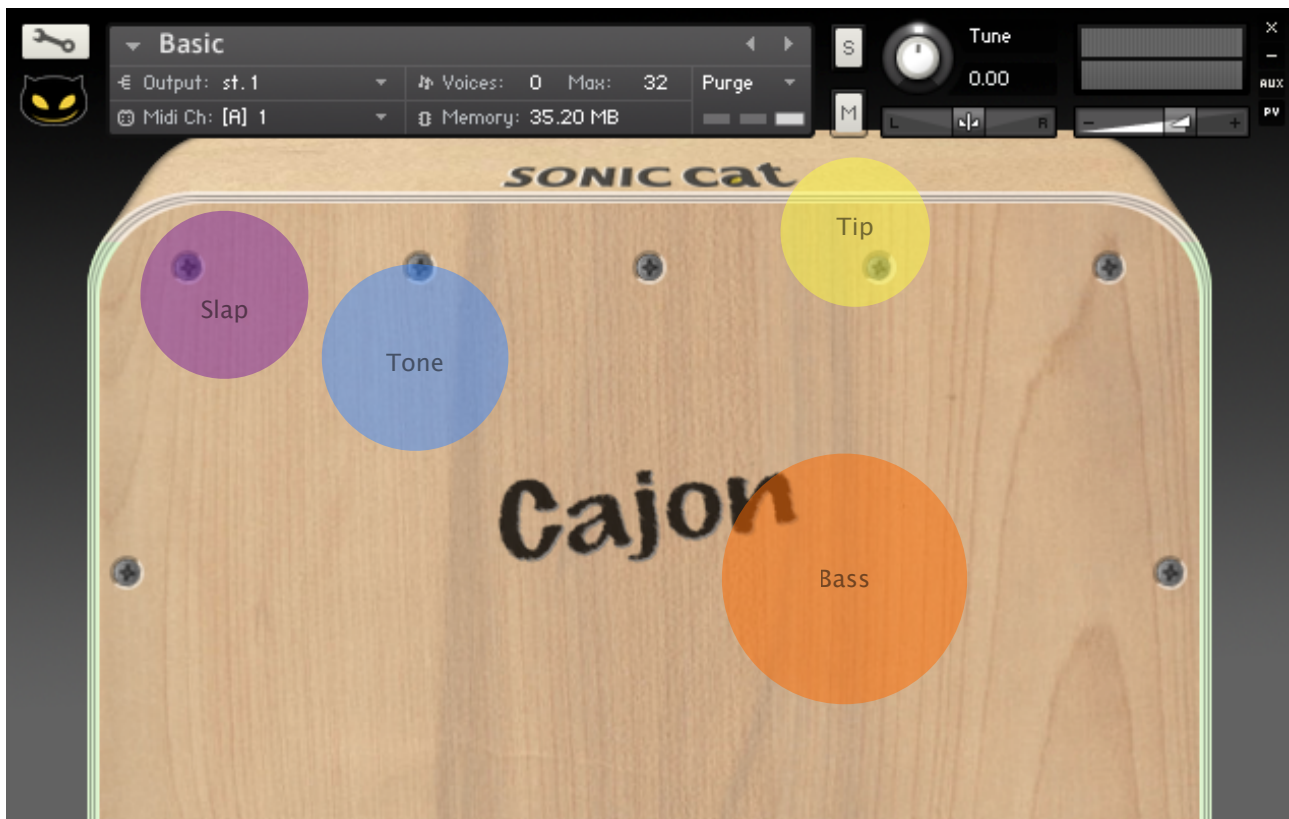 Basic
S
Tune
X
–
Output: st.1
Voices: 0 Max: 32
Purge
0.00
AUX
Midi Ch: [A] 1
Memory: 35.20 MB
M
L
R
–
+
PV
SONIC cat
Slap
Tip
Tone
Cajon
Bass